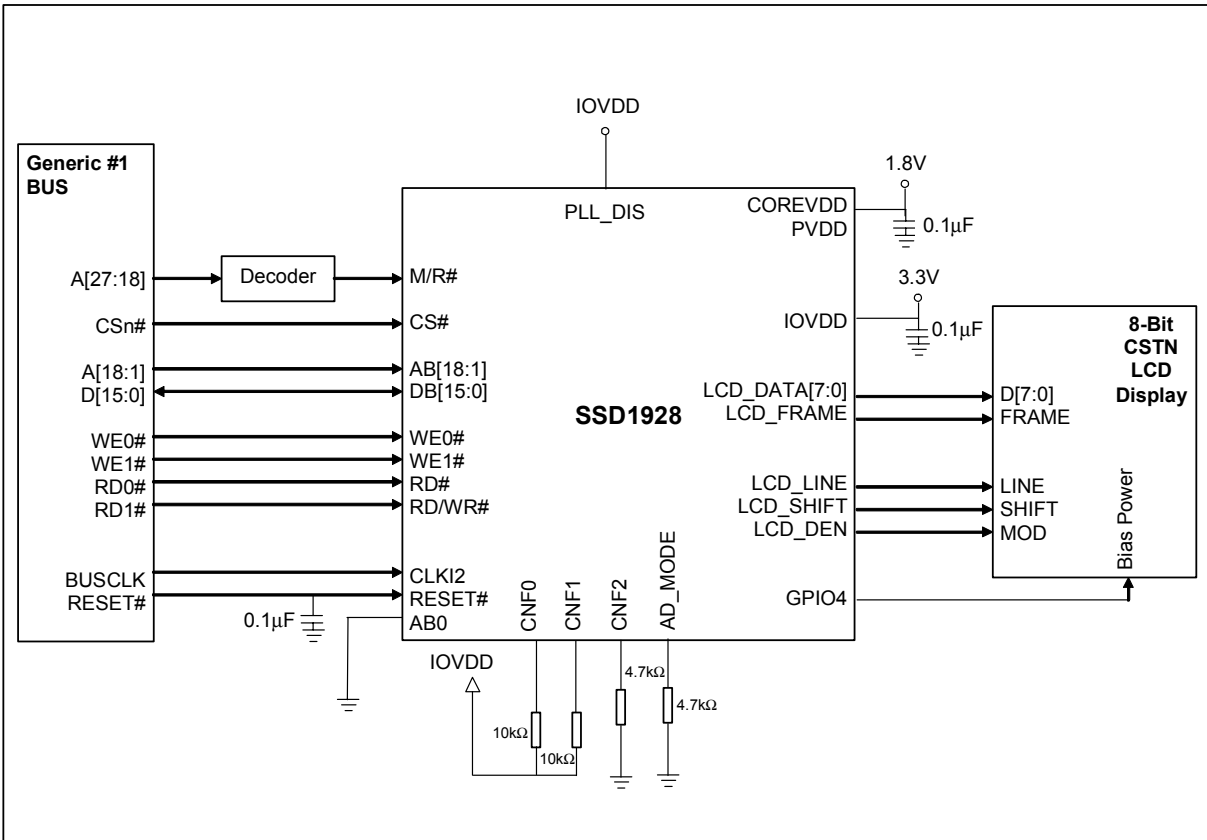 IOVDD
Generic #1
BUS
A[27:18]
CSn#
A[18:1]
D[15:0]
WE0#
WE1#
RD0#
RD1#
BUSCLK
RESET#
Decoder
0.1μF
PLL_DIS
M/R#
CS#
AB[18:1]
DB[15:0]
WE0#
WE1#
RD#
RD/WR#
CLKI2
RESET#
AB0
SSD1928
COREVDD
PVDD
IOVDD
LCD_DATA[7:0]
LCD_FRAME
LCD_LINE
LCD_SHIFT
LCD_DEN
GPIO4
CNF0
CNF1
CNF2
AD_MODE
1.8V
0.1μF
3.3V
0.1μF
8-Bit
CSTN
LCD
Display
D[7:0]
FRAME
LINE
SHIFT
MOD
Bias Power
IOVDD
10kΩ
10kΩ
4.7kΩ
4.7kΩ